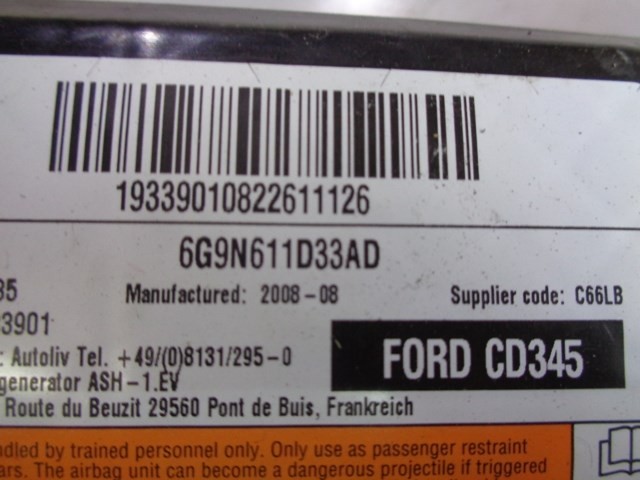 19339010822611126
6G9N611D33AD
35
Manufactured: 2008-08
Supplier code: C66LB
3901
: Autoliv Tel. +49/(0)8131/295-0
FORD CD345
generator ASH-1.EV
Route du Beuzit 29560 Pont de Buis, Frankreich
ndled by trained personnel only. Only use as passenger restraint
ars. The airbag unit can become a dangerous projectile if triggered